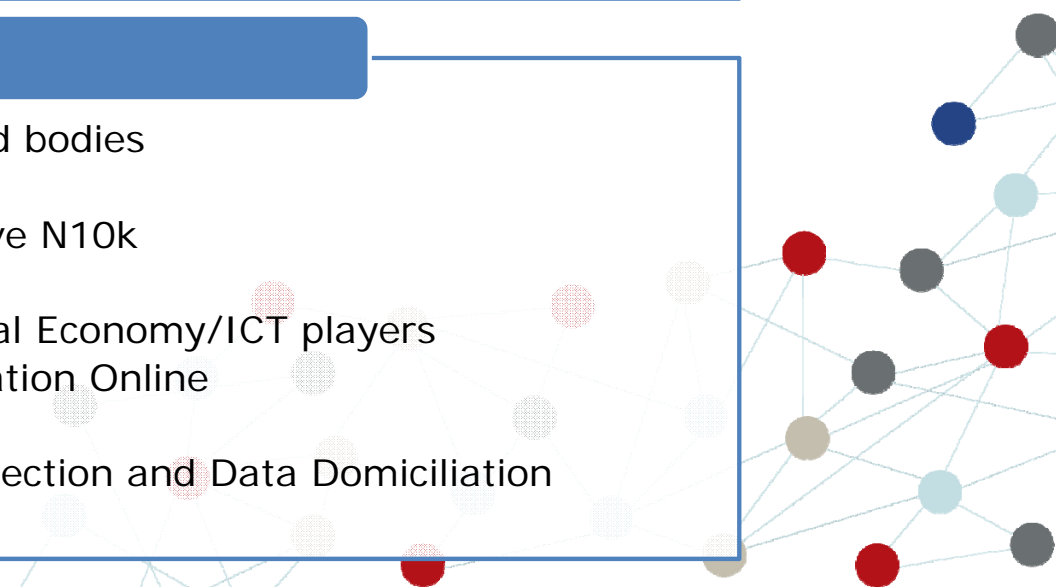 d bodies
ve N10k
al Economy/ICT players
ation Online
ection and Data Domiciliation